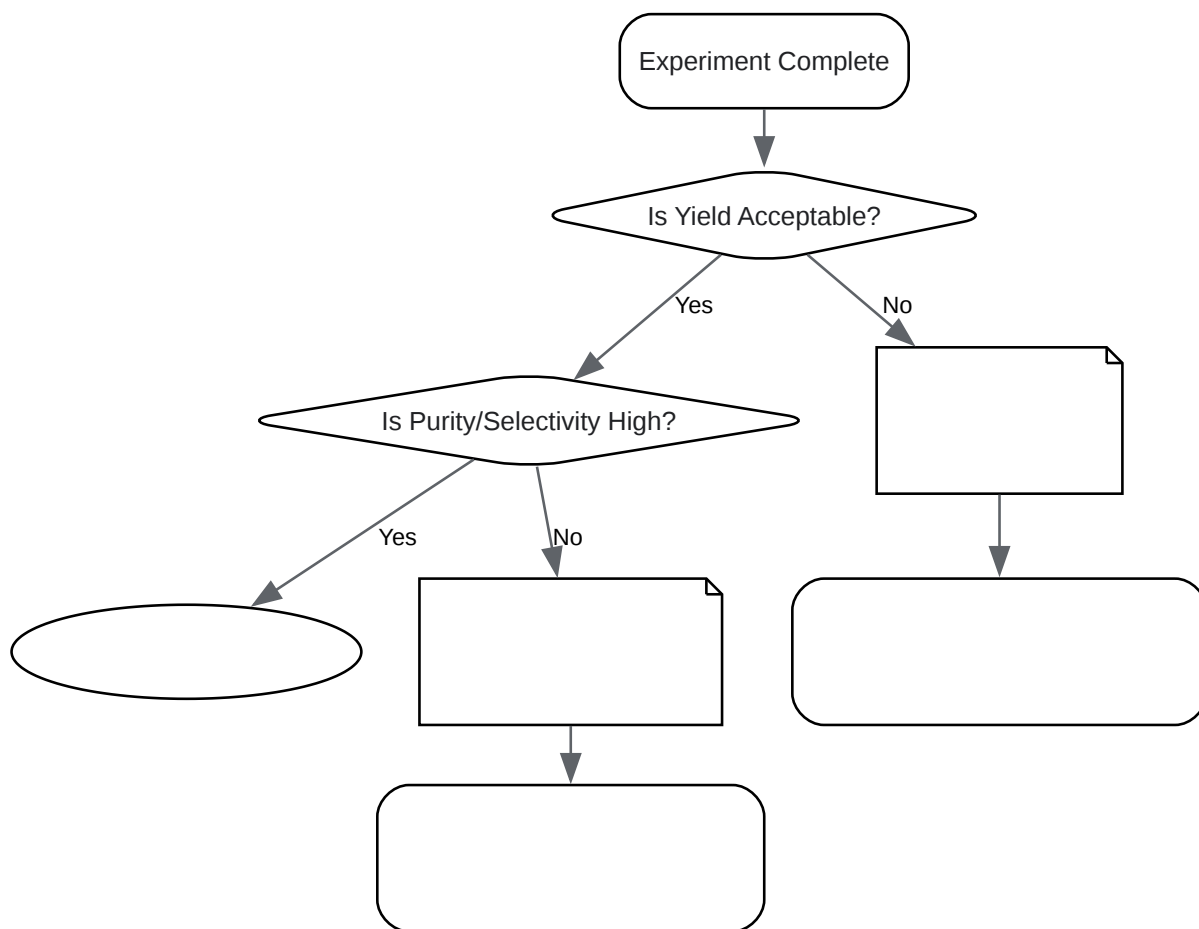 Experiment Complete
Is Yield Acceptable?
Yes
No
Is Purity/Selectivity High?
Yes
No